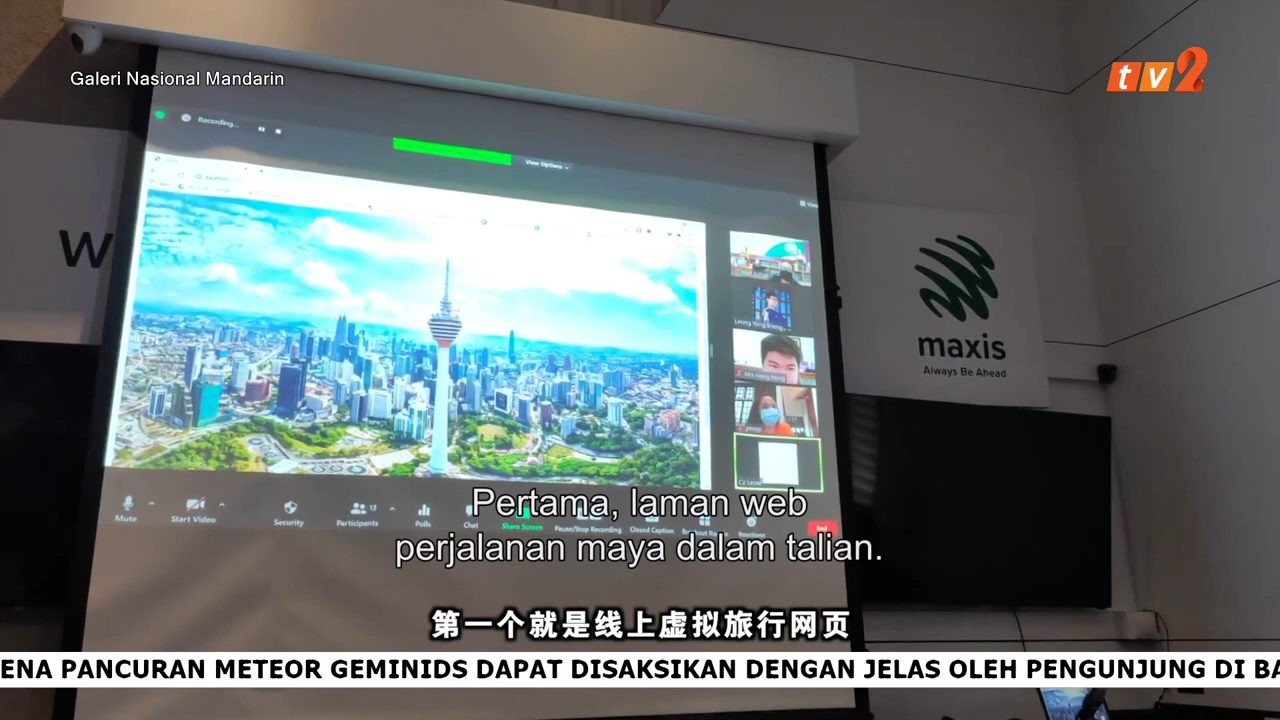 Galeri Nasional Mandarin
tv2
Recording...
View Options
View
W
maxis
Always Be Ahead
Mute
Start Video
Security
Participants
13
Polls
Chat
Share Screen
Pause/Stop Recording
Closed Caption
Reactions
End
Pertama, laman web
perjalanan maya dalam talian.
第一个就是线上虚拟旅行网页
ENA PANCURAN METEOR GEMINIDS DAPAT DISAKSIKAN DENGAN JELAS OLEH PENGUNJUNG DI BA